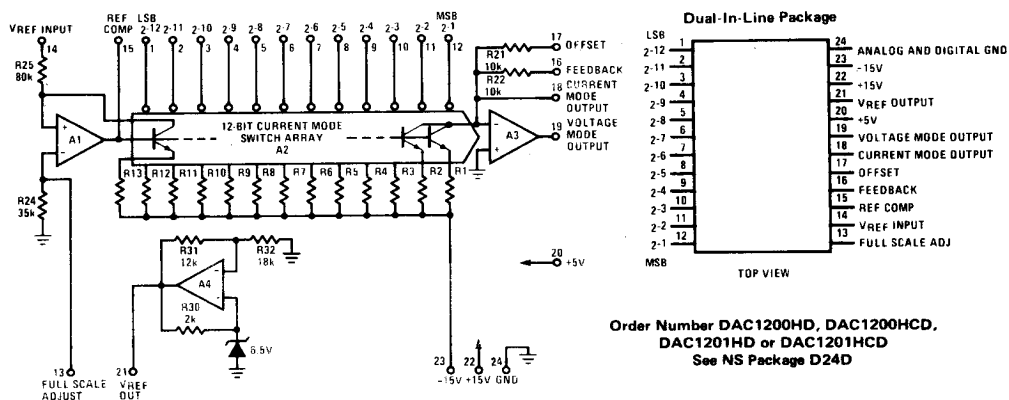 VREF INPUT
14
REF
COMP
15
LSB
2-12 2-11 2-10 2-9 2-8 2-7 2-6 2-5 2-4 2-3 2-2
MSB
2-1
1 2 3 4 5 6 7 8 9 10 11 12
R25
80k
R21
10k
17 OFFSET
R22
10k
16 FEEDBACK
18 CURRENT
MODE
OUTPUT
19 VOLTAGE
MODE
OUTPUT
+
A1
-
12-BIT CURRENT MODE
SWITCH ARRAY
A2
-
A3
+
R24
35k
R13 R12 R11 R10 R9 R8 R7 R6 R5 R4 R3 R2 R1
R31
12k
R32
18k
-
A4
-
R30
2k
6.5V
20
+5V
13
FULL SCALE
ADJUST
21
VREF
OUT
23
-15V
22
+15V
24
GND
Dual-In-Line Package
LSB
2-12 1
2-11 2
2-10 3
2-9 4
2-8 5
2-7 6
2-6 7
2-5 8
2-4 9
2-3 10
2-2 11
2-1 12
MSB
24 ANALOG AND DIGITAL GND
23 -15V
22 +15V
21 VREF OUTPUT
20 +5V
19 VOLTAGE MODE OUTPUT
18 CURRENT MODE OUTPUT
17 OFFSET
16 FEEDBACK
15 REF COMP
14 VREF INPUT
13 FULL SCALE ADJ
TOP VIEW
Order Number DAC1200HD, DAC1200HCD,
DAC1201HD or DAC1201HCD
See NS Package D24D